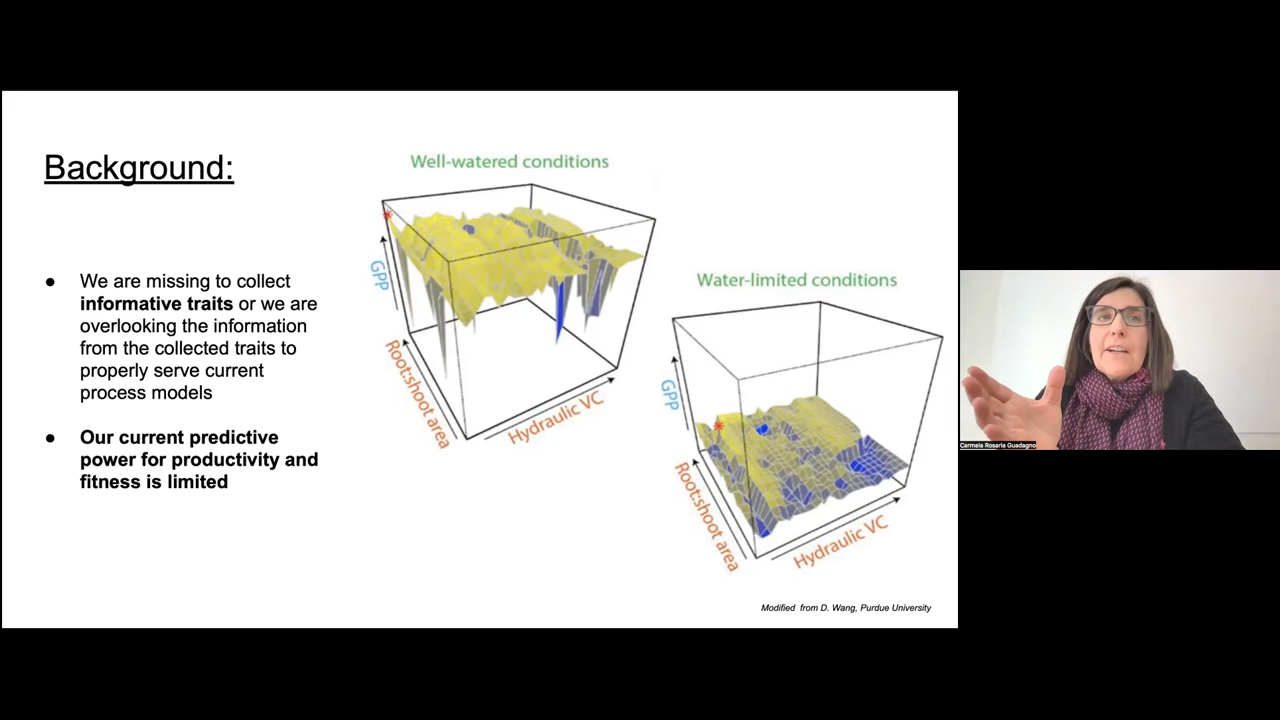 Background:
● We are missing to collect
informative traits or we are
overlooking the information
from the collected traits to
properly serve current
process models
● Our current predictive
power for productivity and
fitness is limited
Well-watered conditions
GPP
Root:shoot area
Hydraulic VC
Water-limited conditions
GPP
Root:shoot area
Hydraulic VC
Modified from D. Wang, Purdue University
Carmela Rosaria Guadagno